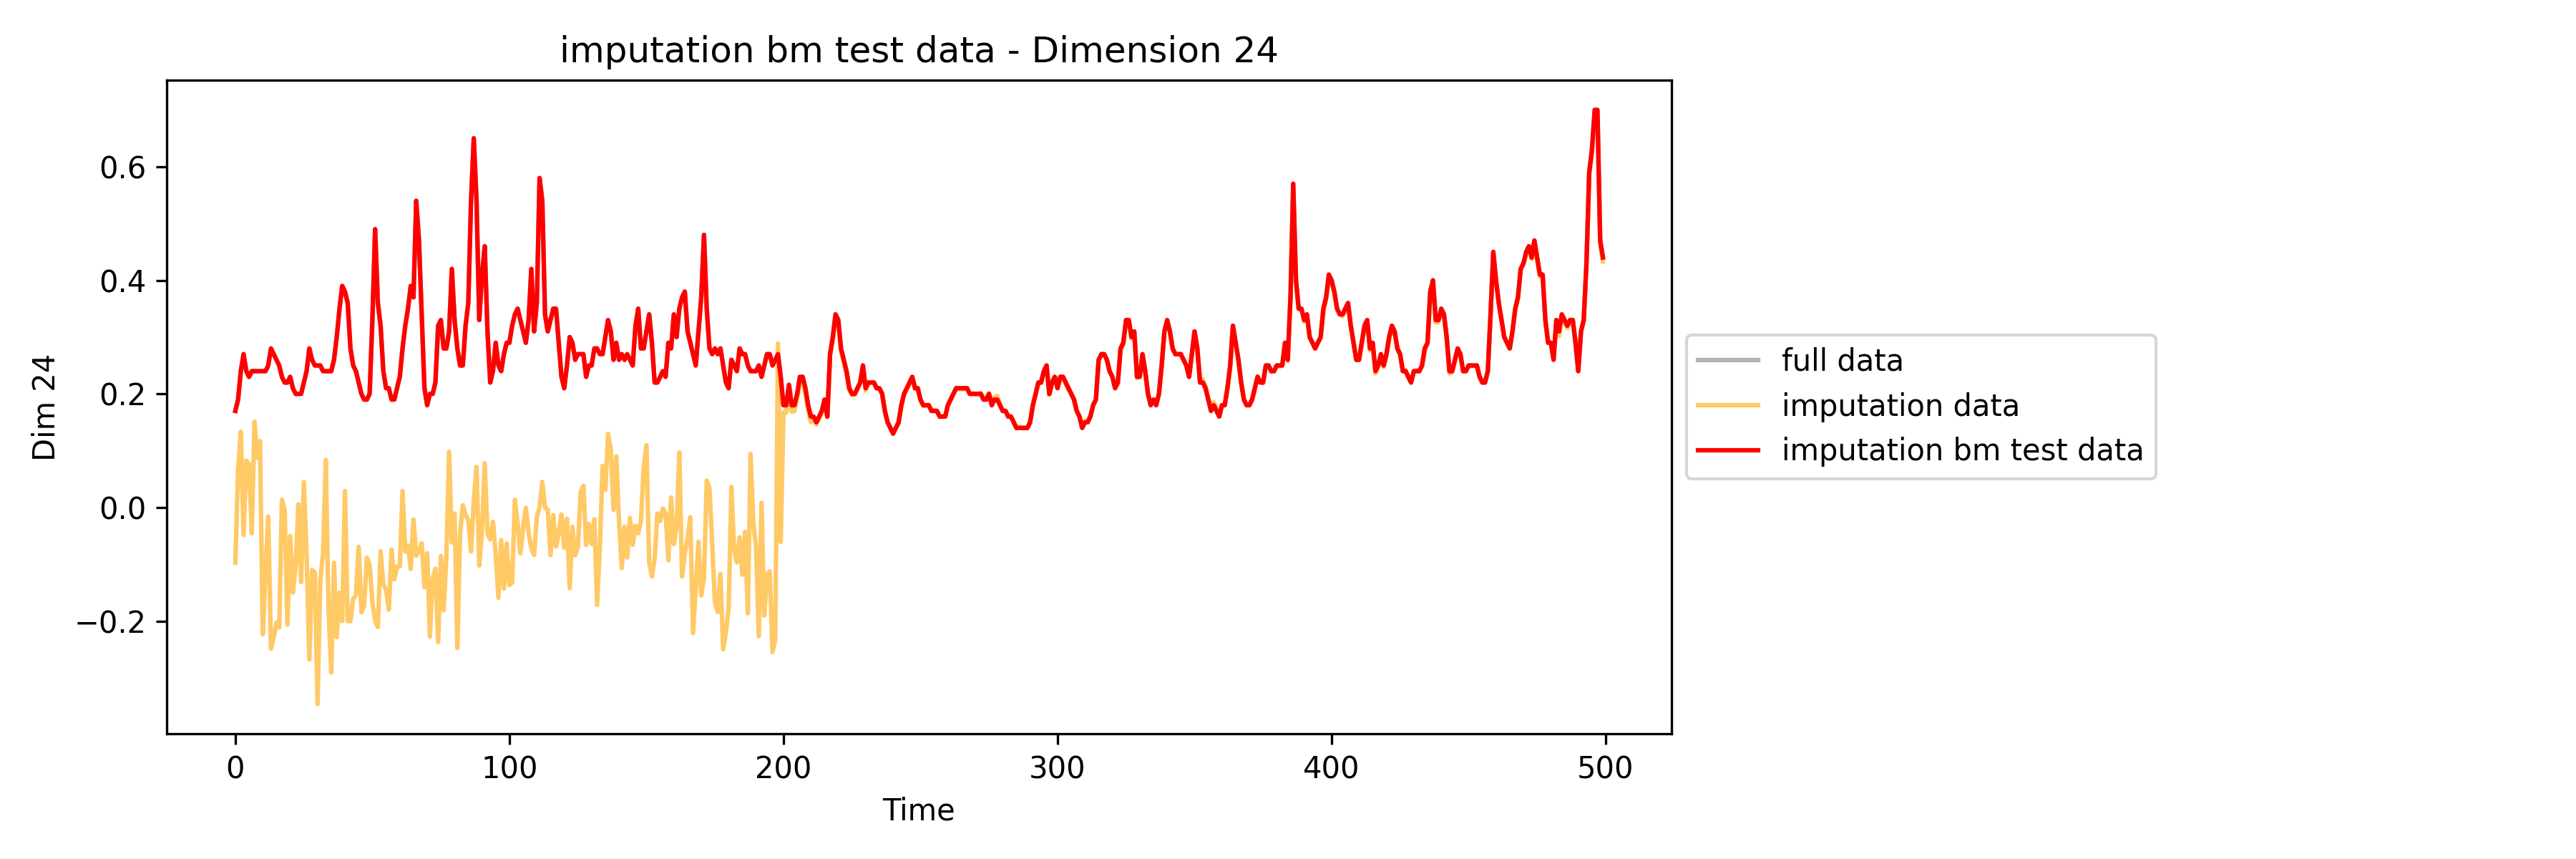 imputation bm test data - Dimension 24
0.6
0.4
0.2
0.0
−0.2
Dim 24
0 100 200 300 400 500
Time
full data
imputation data
imputation bm test data